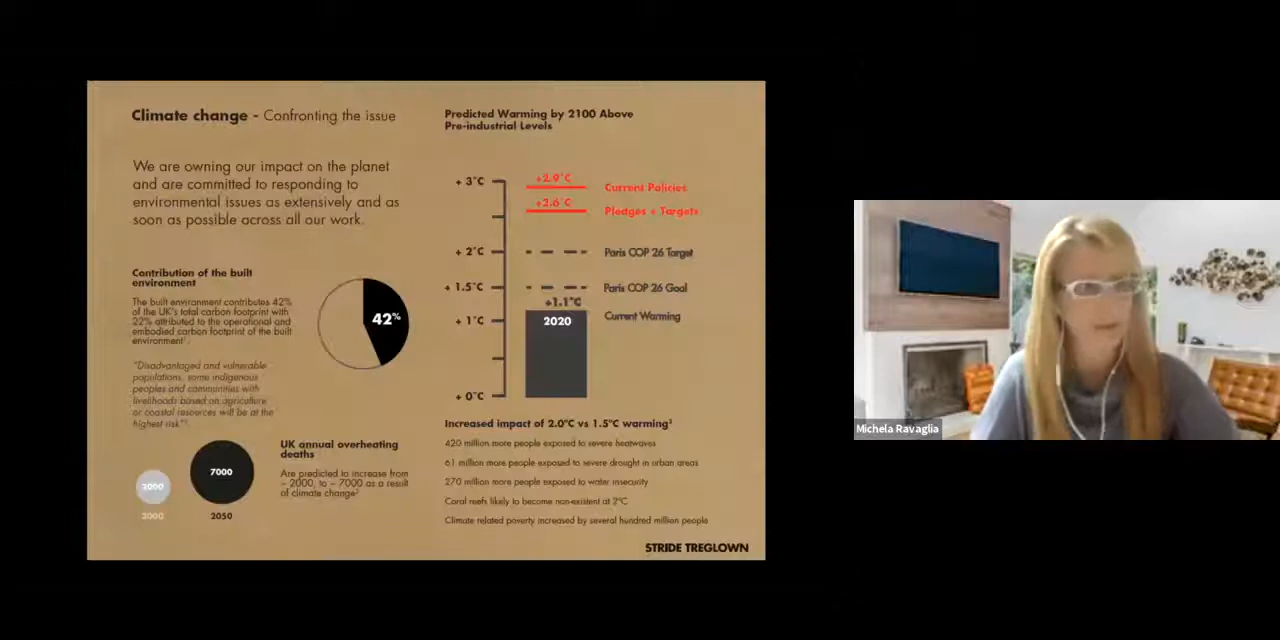 Climate change - Confronting the issue
We are owning our impact on the planet
and are committed to responding to
environmental issues as extensively and as
soon as possible across all our work.
Contribution of the built
environment
The built environment contributes 42%
of the UK's total carbon footprint with
22% attributed to the operational and
embodied carbon footprint of the built
environment¹.
42%
"Disadvantaged and vulnerable
populations, some indigenous
peoples and communities with
livelihoods based on agriculture
or coastal resources will be at the
highest risk"
UK annual overheating
deaths
Are predicted to increase from
~ 2000, to ~ 7000 as a result
of climate change²
2000
7000
2000
2050
Predicted Warming by 2100 Above
Pre-industrial Levels
+ 3°C
+2.9°C
Current Policies
+2.6°C
Pledges + Targets
+ 2°C
Paris COP 26 Target
+ 1.5°C
Paris COP 26 Goal
+1.1°C
+ 1°C
2020
Current Warming
+ 0°C
Increased impact of 2.0°C vs 1.5°C warming³
420 million more people exposed to severe heatwaves
61 million more people exposed to severe drought in urban areas
270 million more people exposed to water insecurity
Coral reefs likely to become non-existent at 2°C
Climate related poverty increased by several hundred million people
STRIDE TREGLOWN
Michela Ravaglia